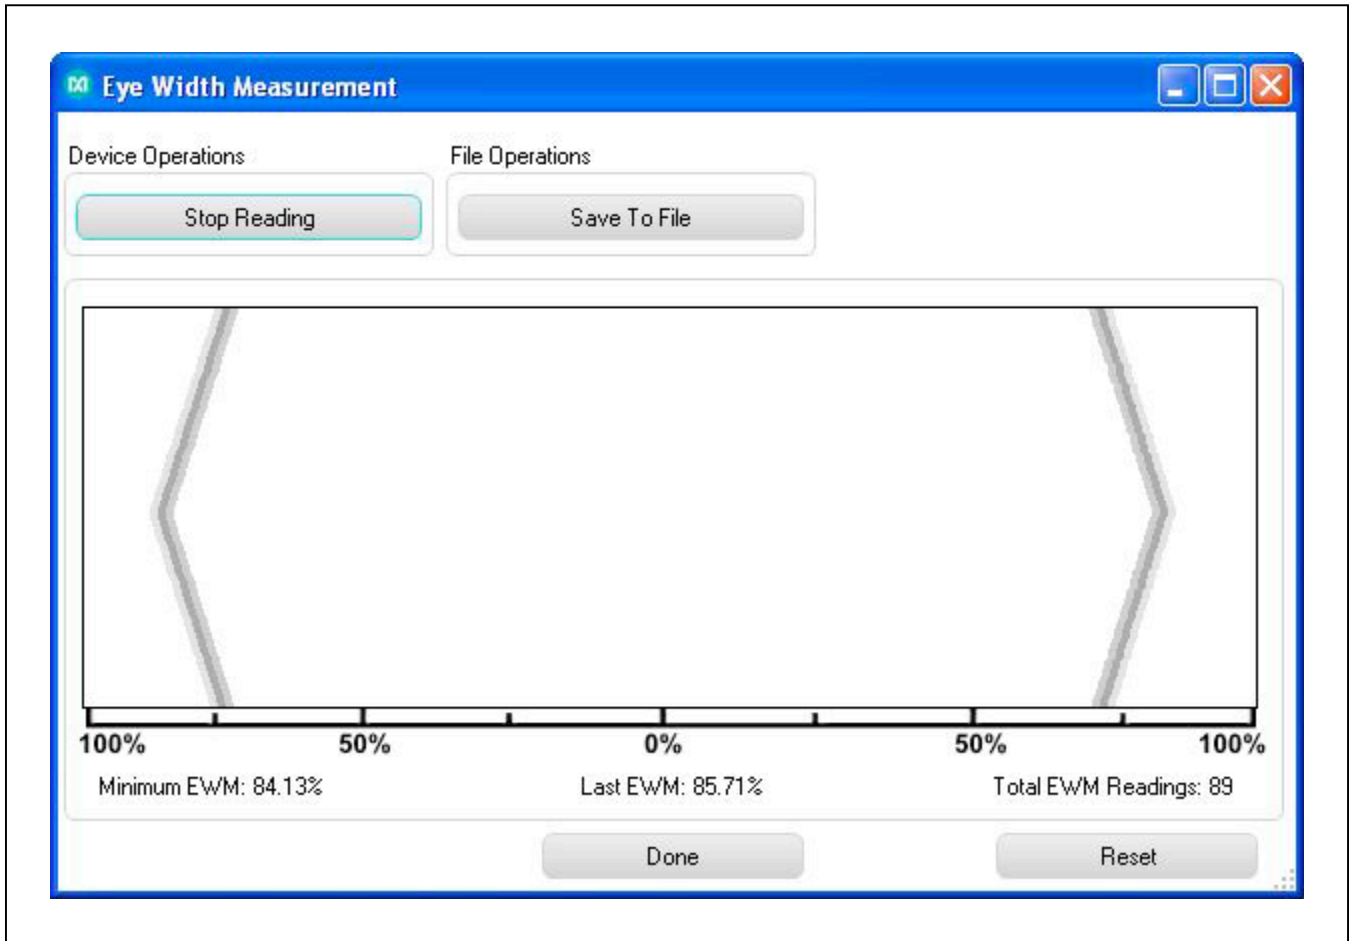 Eye Width Measurement
Device Operations
File Operations
Stop Reading
Save To File
100% 50% 0% 50% 100%
Minimum EWM: 84.13%
Last EWM: 85.71%
Total EWM Readings: 89
Done
Reset